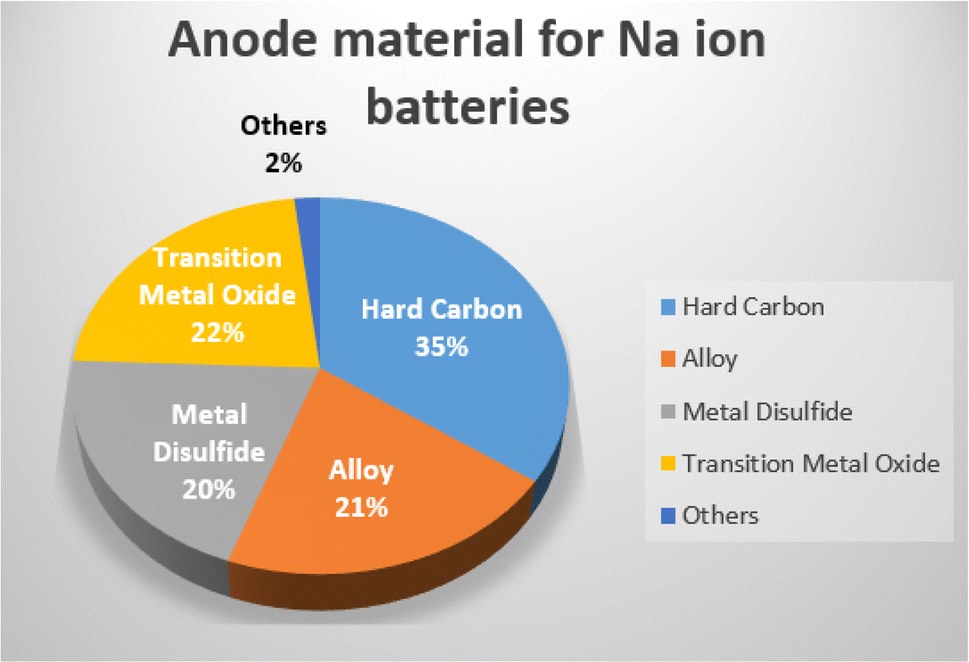 Anode material for Na ion
batteries
Others
2%
Transition
Metal Oxide
22%
Hard Carbon
35%
Metal
Disulfide
20%
Alloy
21%
Hard Carbon
Alloy
Metal Disulfide
Transition Metal Oxide
Others